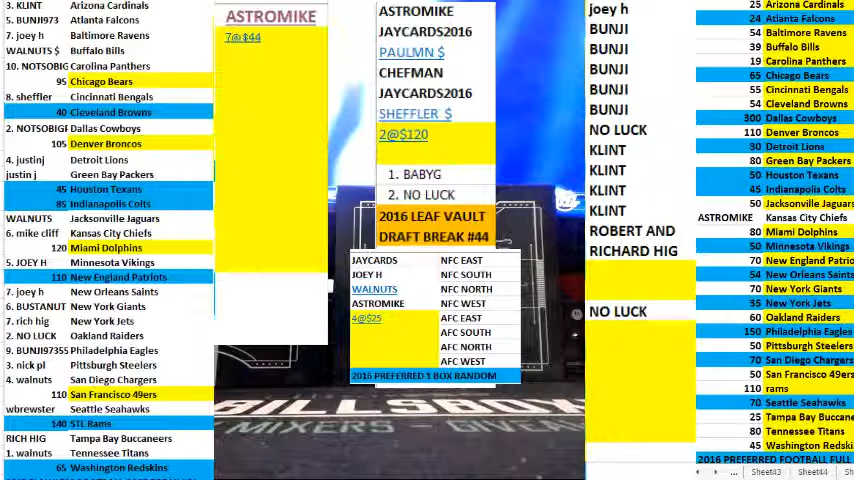 3. KLINT Arizona Cardinals
5. BUNJI973 Atlanta Falcons
7. joey h Baltimore Ravens
WALNUTS $ Buffalo Bills
10. NOTSOBIG Carolina Panthers
95 Chicago Bears
8. sheffler Cincinnati Bengals
40 Cleveland Browns
2. NOTSOBIGF Dallas Cowboys
105 Denver Broncos
4. justinj Detroit Lions
justin j Green Bay Packers
45 Houston Texans
85 Indianapolis Colts
WALNUTS Jacksonville Jaguars
6. mike cliff Kansas City Chiefs
120 Miami Dolphins
5. JOEY H Minnesota Vikings
110 New England Patriots
7. joey h New Orleans Saints
6. BUSTANUT New York Giants
7. rich hig New York Jets
2. NO LUCK Oakland Raiders
9. BUNJI97355 Philadelphia Eagles
3. nick pl Pittsburgh Steelers
4. walnuts San Diego Chargers
110 San Francisco 49ers
wbrewster Seattle Seahawks
140 STL Rams
RICH HIG Tampa Bay Buccaneers
1. walnuts Tennessee Titans
65 Washington Redskins
ASTROMIKE
7@$44
ASTROMIKE
JAYCARDS2016
PAULMN $
CHEFMAN
JAYCARDS2016
SHEFFLER $
2@$120
1. BABYG
2. NO LUCK
2016 LEAF VAULT
DRAFT BREAK #44
JAYCARDS NFC EAST
JOEY H NFC SOUTH
WALNUTS NFC NORTH
ASTROMIKE NFC WEST
4@$25 AFC EAST
AFC SOUTH
AFC NORTH
AFC WEST
2016 PREFERRED 1 BOX RANDOM
BILLSBO
MIXERS - GIVEA
joey h
BUNJI
BUNJI
BUNJI
BUNJI
BUNJI
NO LUCK
KLINT
KLINT
KLINT
KLINT
ROBERT AND
RICHARD HIG
NO LUCK
25 Arizona Cardinals
24 Atlanta Falcons
54 Baltimore Ravens
39 Buffalo Bills
19 Carolina Panthers
65 Chicago Bears
55 Cincinnati Bengals
54 Cleveland Browns
300 Dallas Cowboys
110 Denver Broncos
30 Detroit Lions
80 Green Bay Packers
50 Houston Texans
45 Indianapolis Colts
50 Jacksonville Jaguars
ASTROMIKE Kansas City Chiefs
80 Miami Dolphins
50 Minnesota Vikings
70 New England Patrio
54 New Orleans Saints
70 New York Giants
35 New York Jets
60 Oakland Raiders
150 Philadelphia Eagles
50 Pittsburgh Steelers
70 San Diego Chargers
50 San Francisco 49ers
110 rams
70 Seattle Seahawks
25 Tampa Bay Buccane
80 Tennessee Titans
45 Washington Redskins
2016 PREFERRED FOOTBALL FULL
... Sheet43 Sheet44 Sh